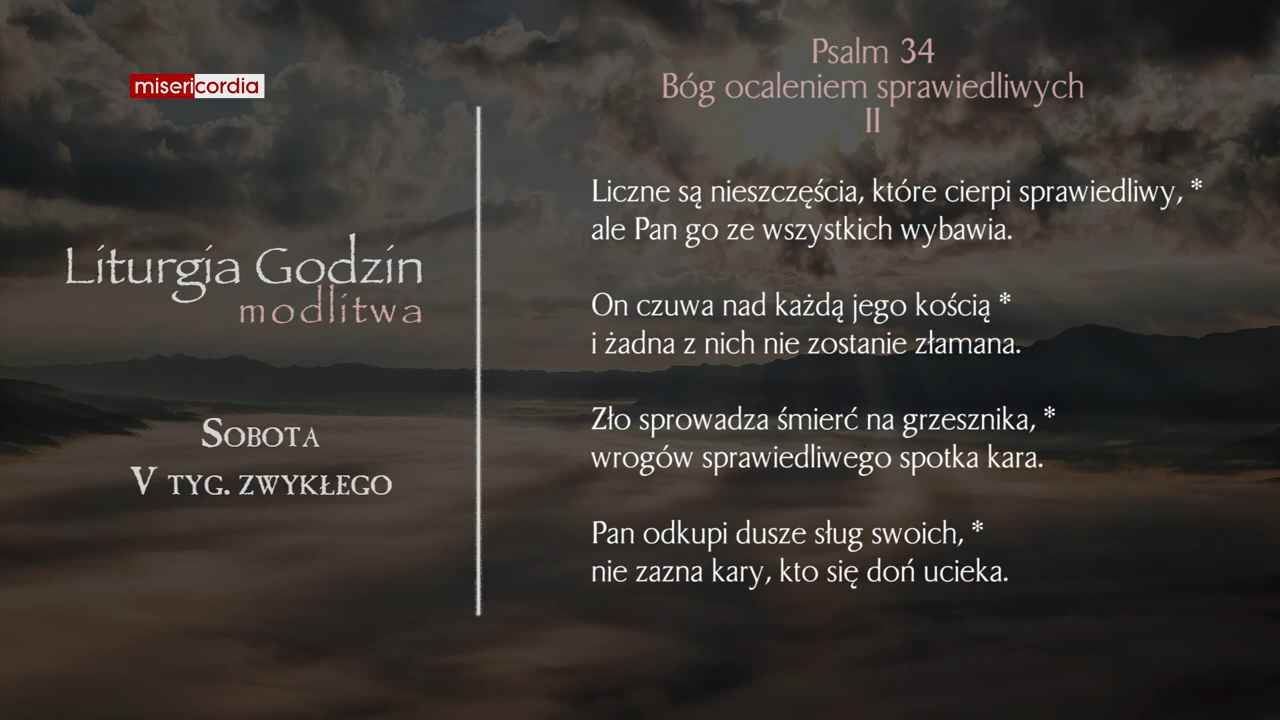 misericordia
Liturgia Godzin
modlitwa
Sobota
V tyg. zwykłego
Psalm 34
Bóg ocaleniem sprawiedliwych
II
Liczne są nieszczęścia, które cierpi sprawiedliwy, *
ale Pan go ze wszystkich wybawia.
On czuwa nad każdą jego kością *
i żadna z nich nie zostanie złamana.
Zło sprowadza śmierć na grzesznika, *
wrogów sprawiedliwego spotka kara.
Pan odkupi dusze sług swoich, *
nie zazna kary, kto się doń ucieka.